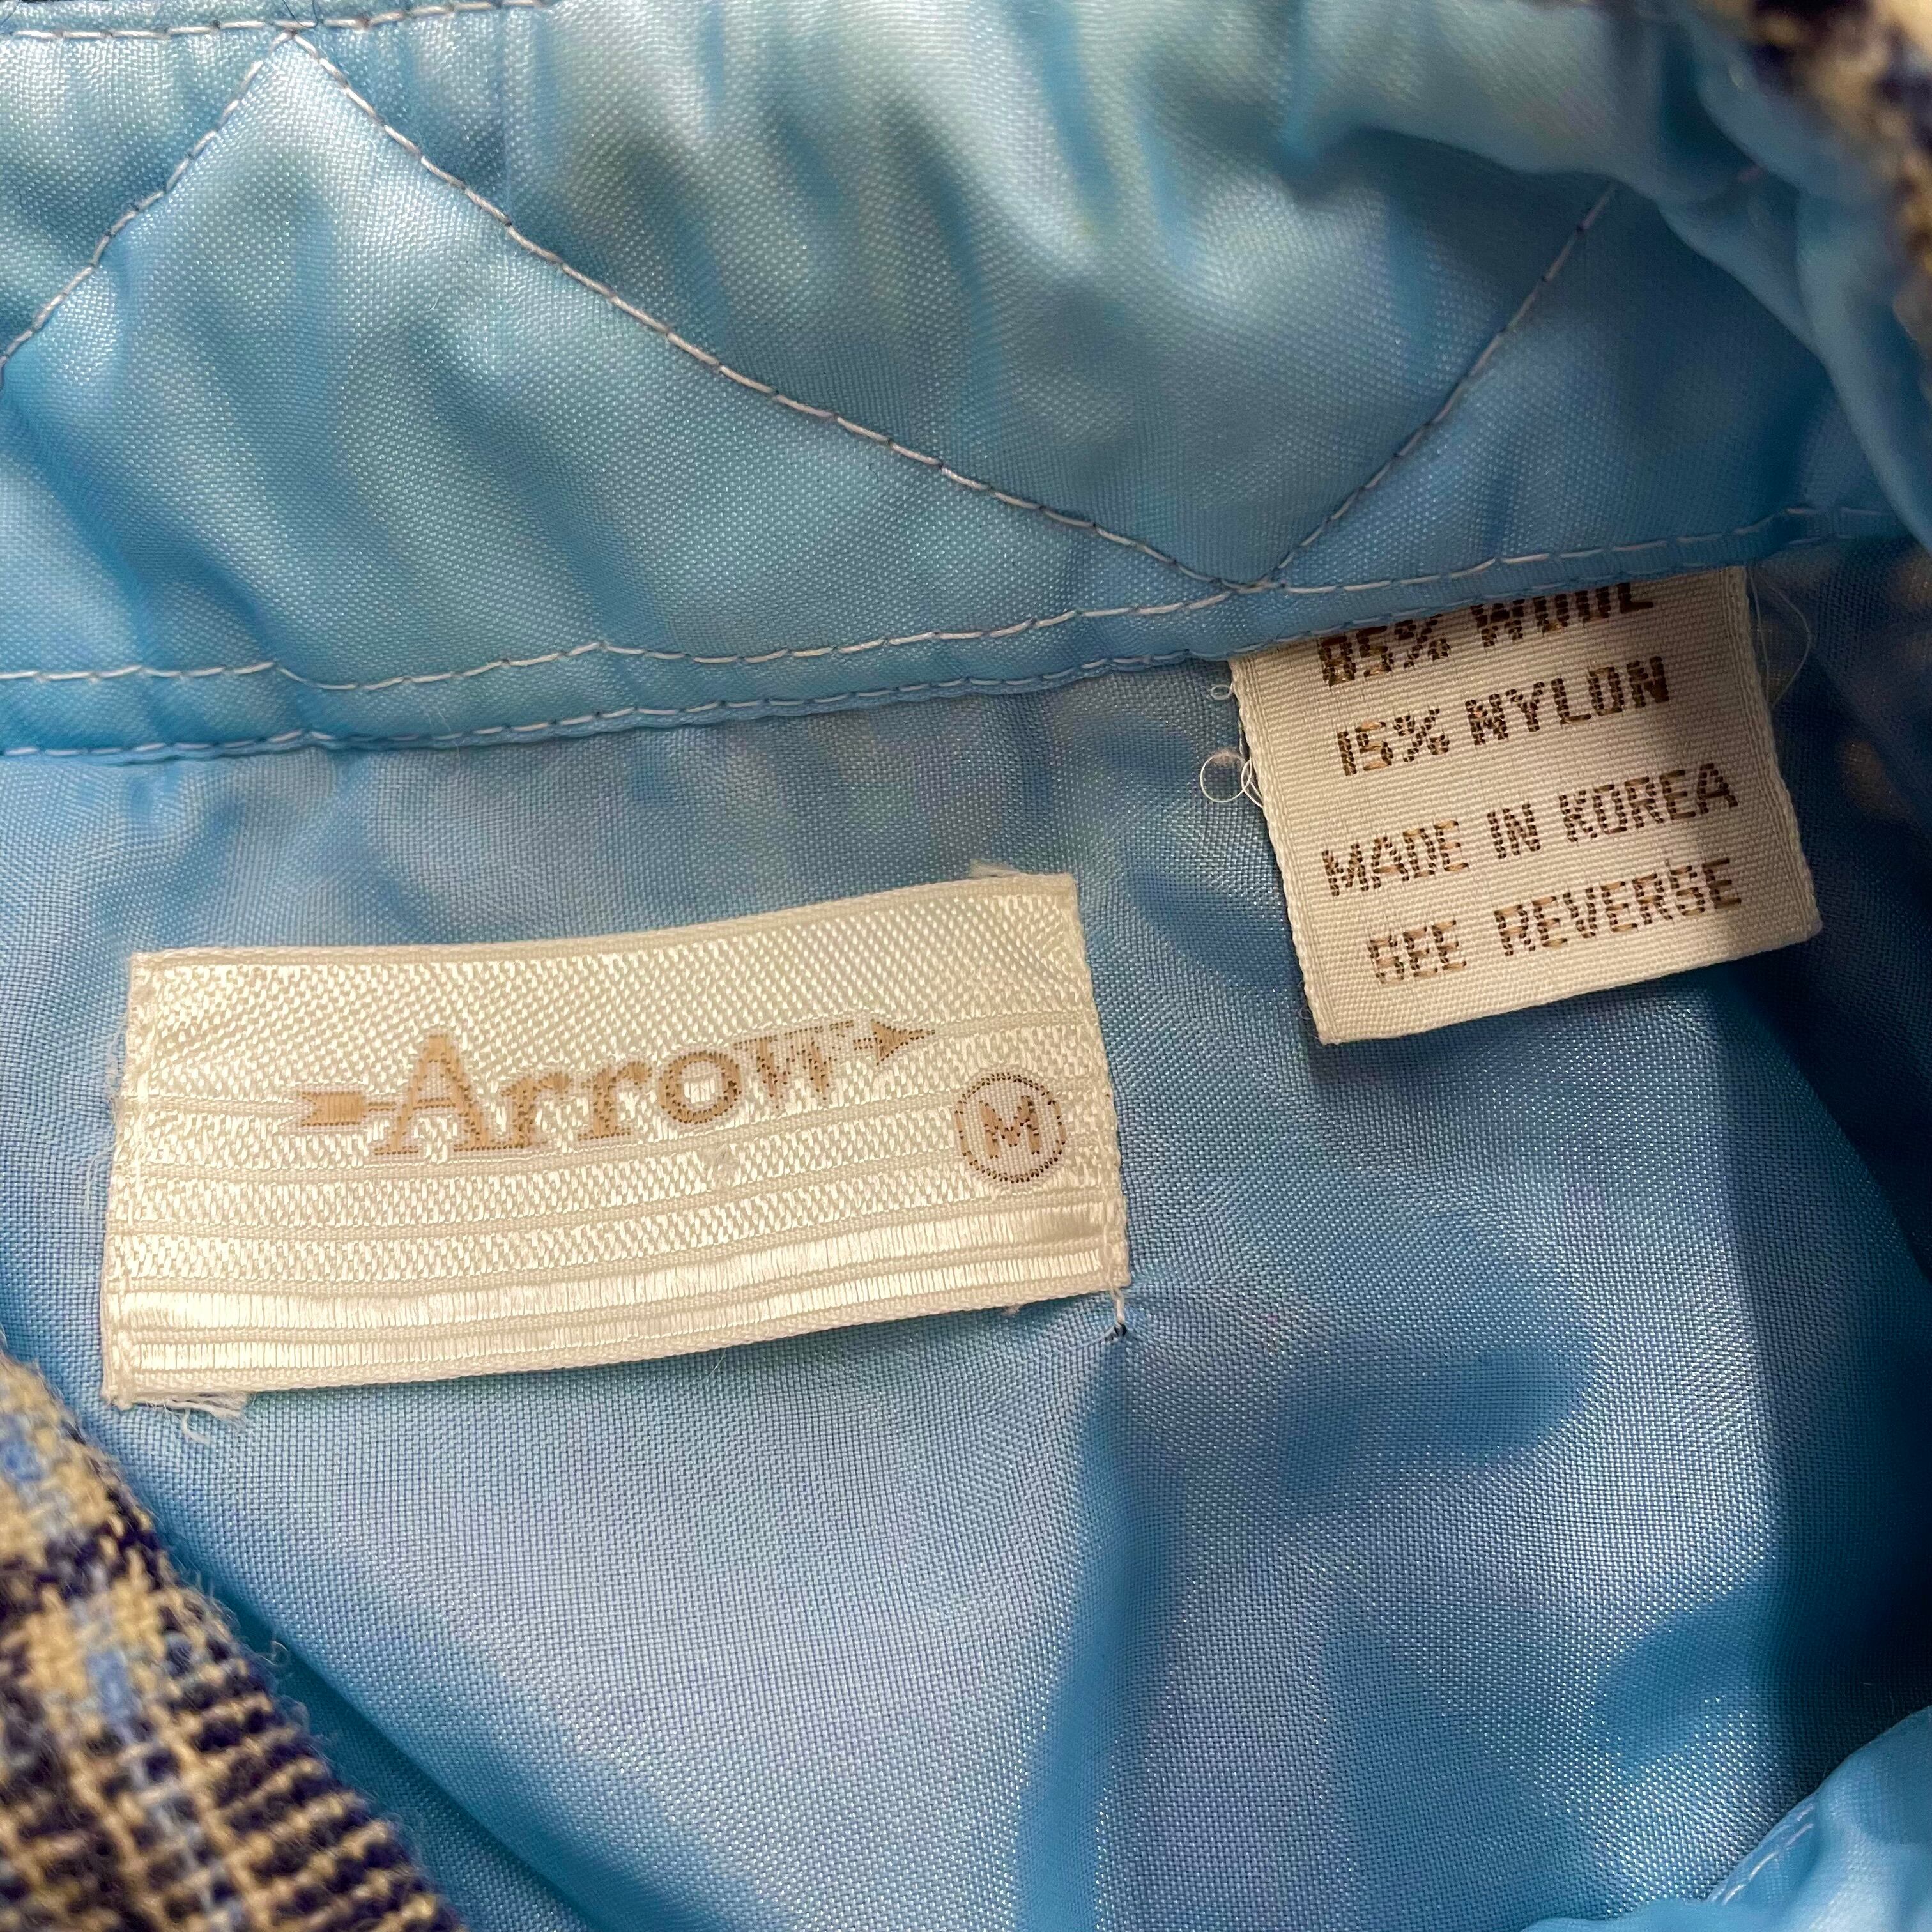 85% WOOL
15% NYLON
MADE IN KOREA
SEE REVERSE
Arrow
M